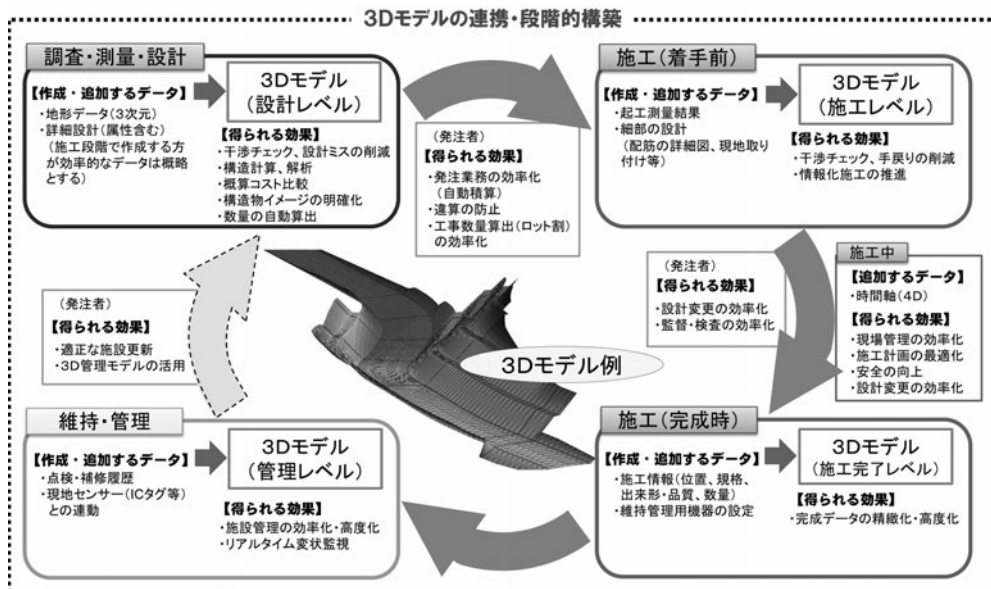 3Dモデルの連携・段階的構築
調査・測量・設計
【作成・追加するデータ】
・地形データ(3次元)
・詳細設計(属性含む)
(施工段階で作成する方
が効率的なデータは概略
とする)
3Dモデル
(設計レベル)
【得られる効果】
・干渉チェック、設計ミスの削減
・構造計算、解析
・概算コスト比較
・構造物イメージの明確化
・数量の自動算出
(発注者)
【得られる効果】
・発注業務の効率化
(自動積算)
・違算の防止
・工事数量算出(ロット割)
の効率化
施工(着手前)
【作成・追加するデータ】
・起工測量結果
・細部の設計
(配筋の詳細図、現地取り
付け等)
3Dモデル
(施工レベル)
【得られる効果】
・干渉チェック、手戻りの削減
・情報化施工の推進
(発注者)
【得られる効果】
・設計変更の効率化
・監督・検査の効率化
施工中
【追加するデータ】
・時間軸(4D)
【得られる効果】
・現場管理の効率化
・施工計画の最適化
・安全の向上
・設計変更の効率化
(発注者)
【得られる効果】
・適正な施設更新
・3D管理モデルの活用
3Dモデル例
維持・管理
【作成・追加するデータ】
・点検・補修履歴
・現地センサー(ICタグ等)
との連動
3Dモデル
(管理レベル)
【得られる効果】
・施設管理の効率化・高度化
・リアルタイム変状監視
施工(完成時)
【作成・追加するデータ】
・施工情報(位置、規格、
出来形・品質、数量)
・維持管理用機器の設定
3Dモデル
(施工完了レベル)
【得られる効果】
・完成データの精緻化・高度化